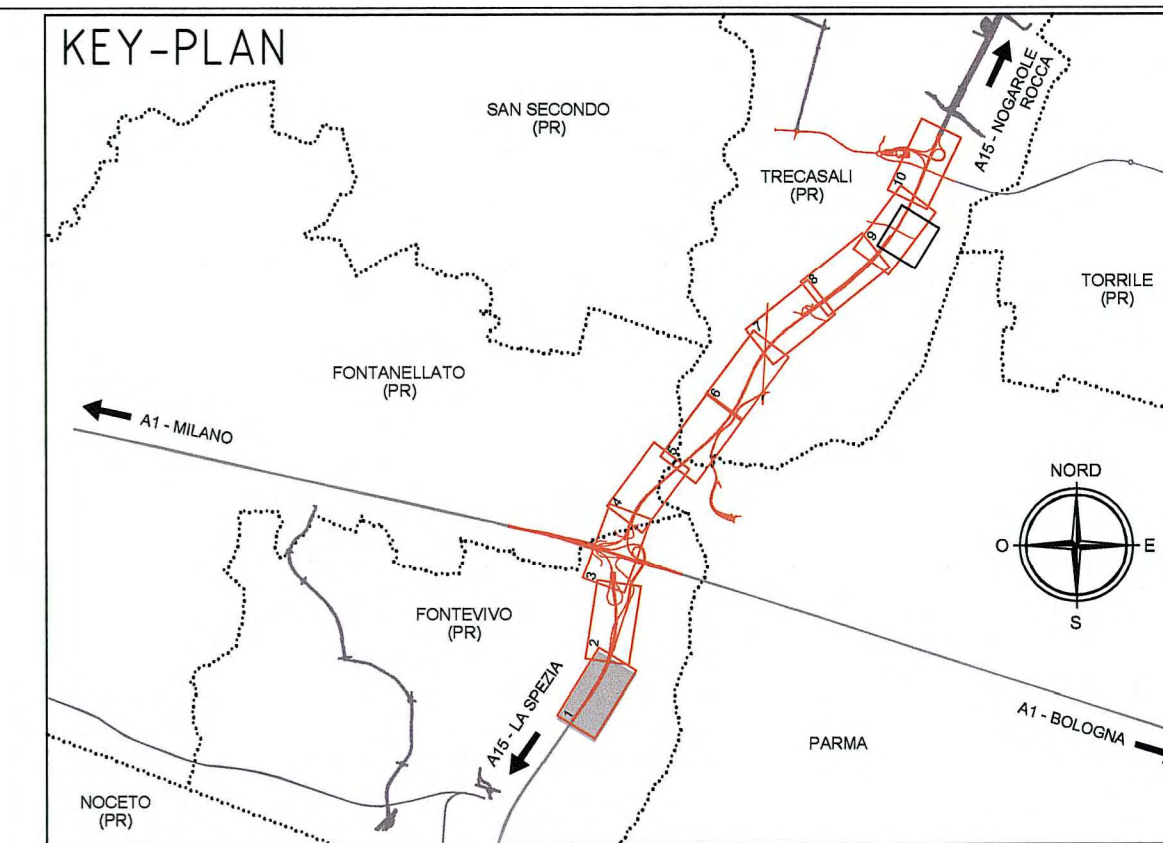 KEY-PLAN
SAN SECONDO
(PR)
A15 - NOGAROLE
ROCCA
TRECASALI
(PR)
10
9
TORRILE
(PR)
8
7
FONTANELLATO
(PR)
6
A1 - MILANO
5
4
NORD
O
E
S
3
FONTEVIVO
(PR)
2
1
A15 - LA SPEZIA
A1 - BOLOGNA
PARMA
NOCETO
(PR)